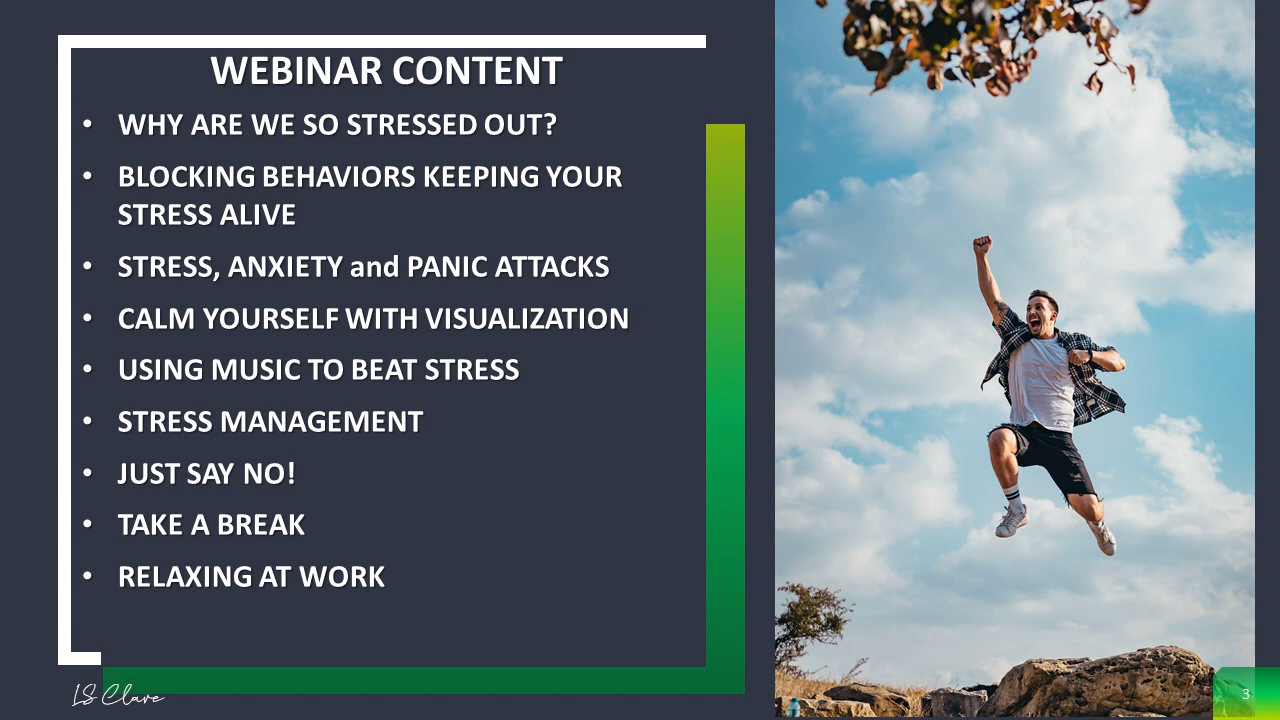 WEBINAR CONTENT
• WHY ARE WE SO STRESSED OUT?
• BLOCKING BEHAVIORS KEEPING YOUR
STRESS ALIVE
• STRESS, ANXIETY and PANIC ATTACKS
• CALM YOURSELF WITH VISUALIZATION
• USING MUSIC TO BEAT STRESS
• STRESS MANAGEMENT
• JUST SAY NO!
• TAKE A BREAK
• RELAXING AT WORK
LS Clave
3